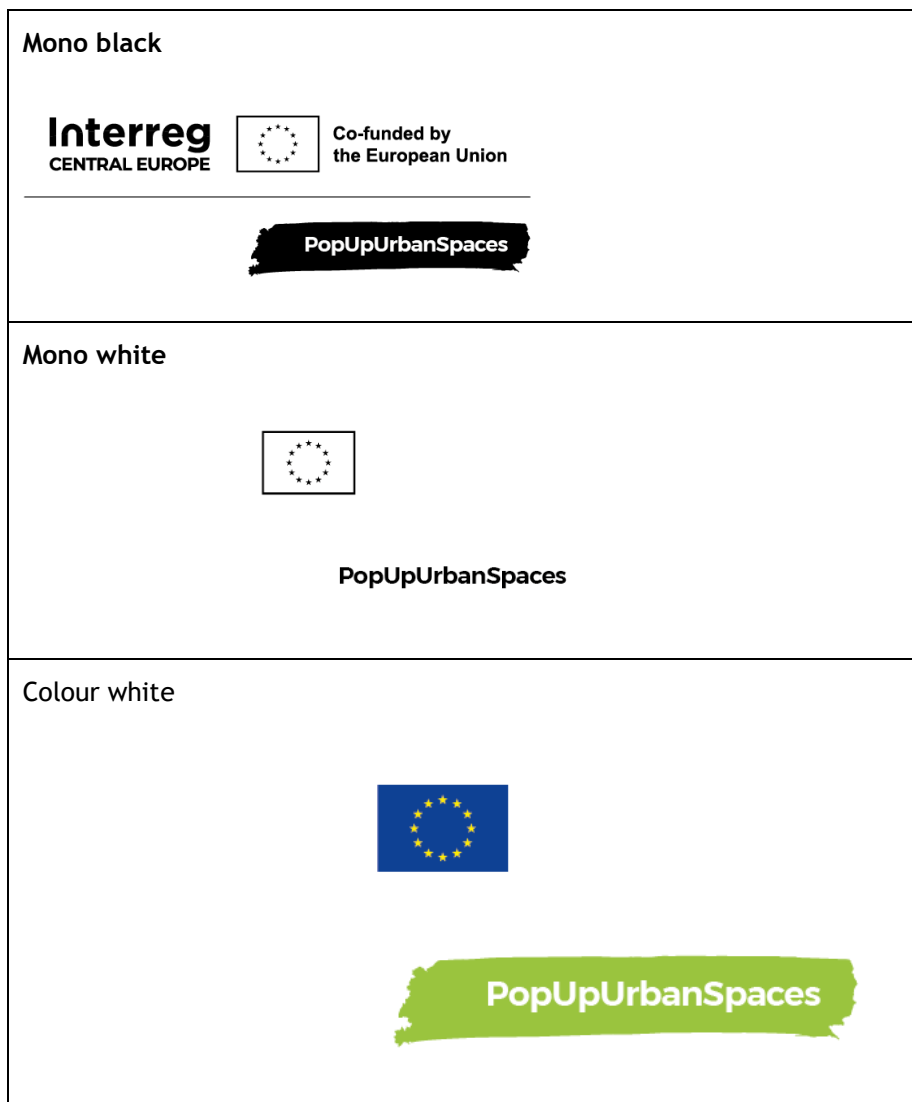 Mono black
Interreg
CENTRAL EUROPE
Co-funded by
the European Union
PopUpUrbanSpaces
Mono white
PopUpUrbanSpaces
Colour white
PopUpUrbanSpaces